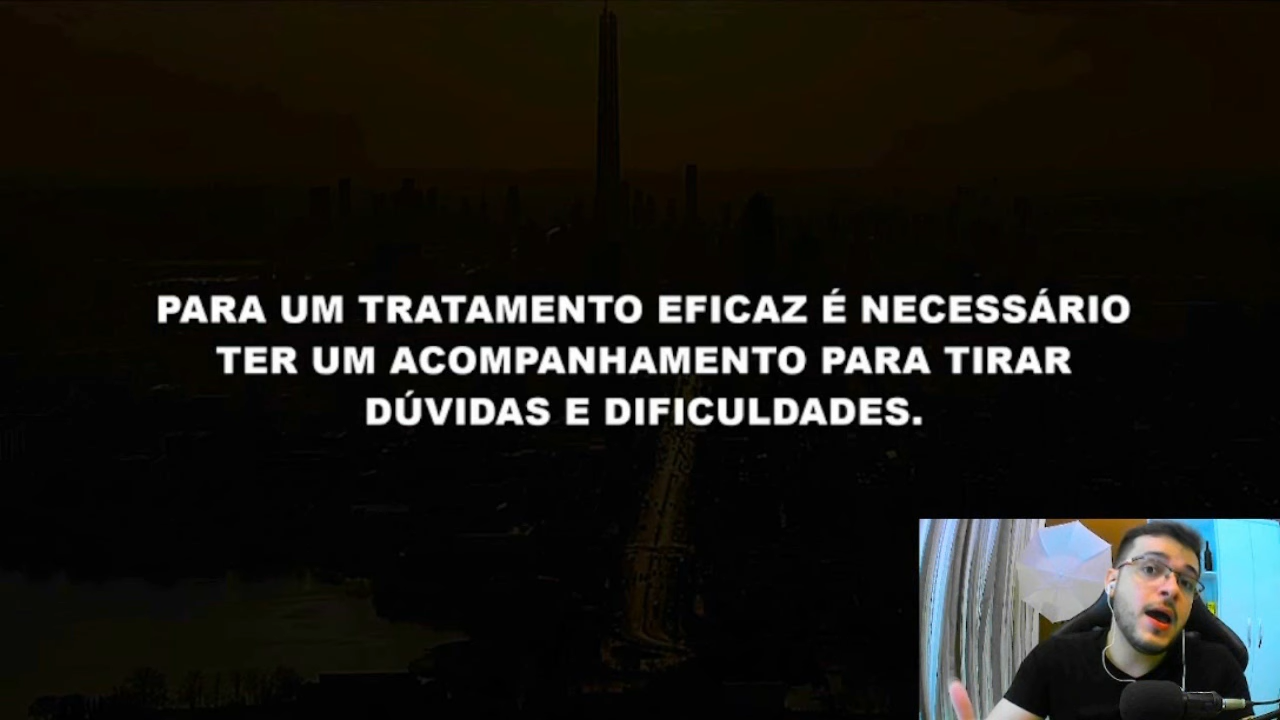 PARA UM TRATAMENTO EFICAZ É NECESSÁRIO
TER UM ACOMPANHAMENTO PARA TIRAR
DÚVIDAS E DIFICULDADES.